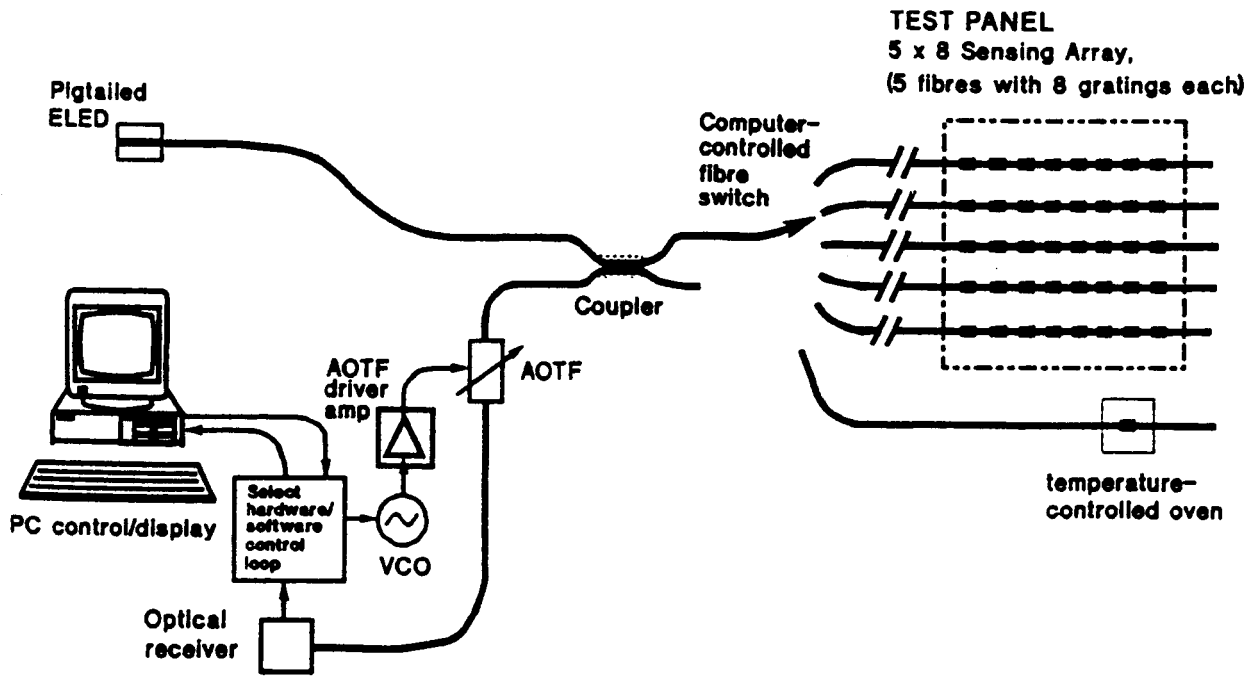 TEST PANEL
5 x 8 Sensing Array,
(5 fibres with 8 gratings each)
Pigtailed
ELED
Computer-
controlled
fibre
switch
Coupler
AOTF
driver
amp
AOTF
Select
hardware/
software
control
loop
VCO
PC control/display
Optical
receiver
temperature-
controlled oven